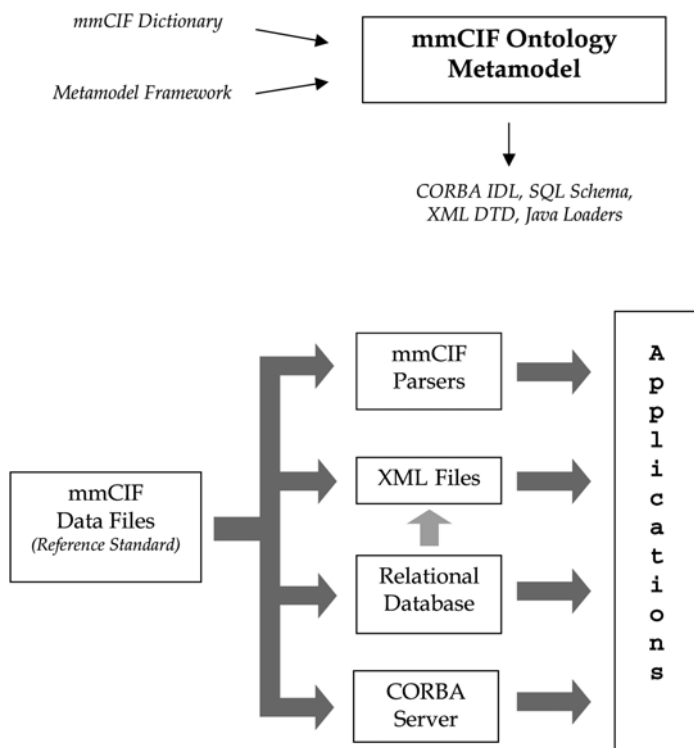 mmCIF Dictionary
Metamodel Framework
mmCIF Ontology
Metamodel
CORBA IDL, SQL Schema,
XML DTD, Java Loaders
mmCIF
Data Files
(Reference Standard)
mmCIF
Parsers
XML Files
Relational
Database
CORBA
Server
Applications